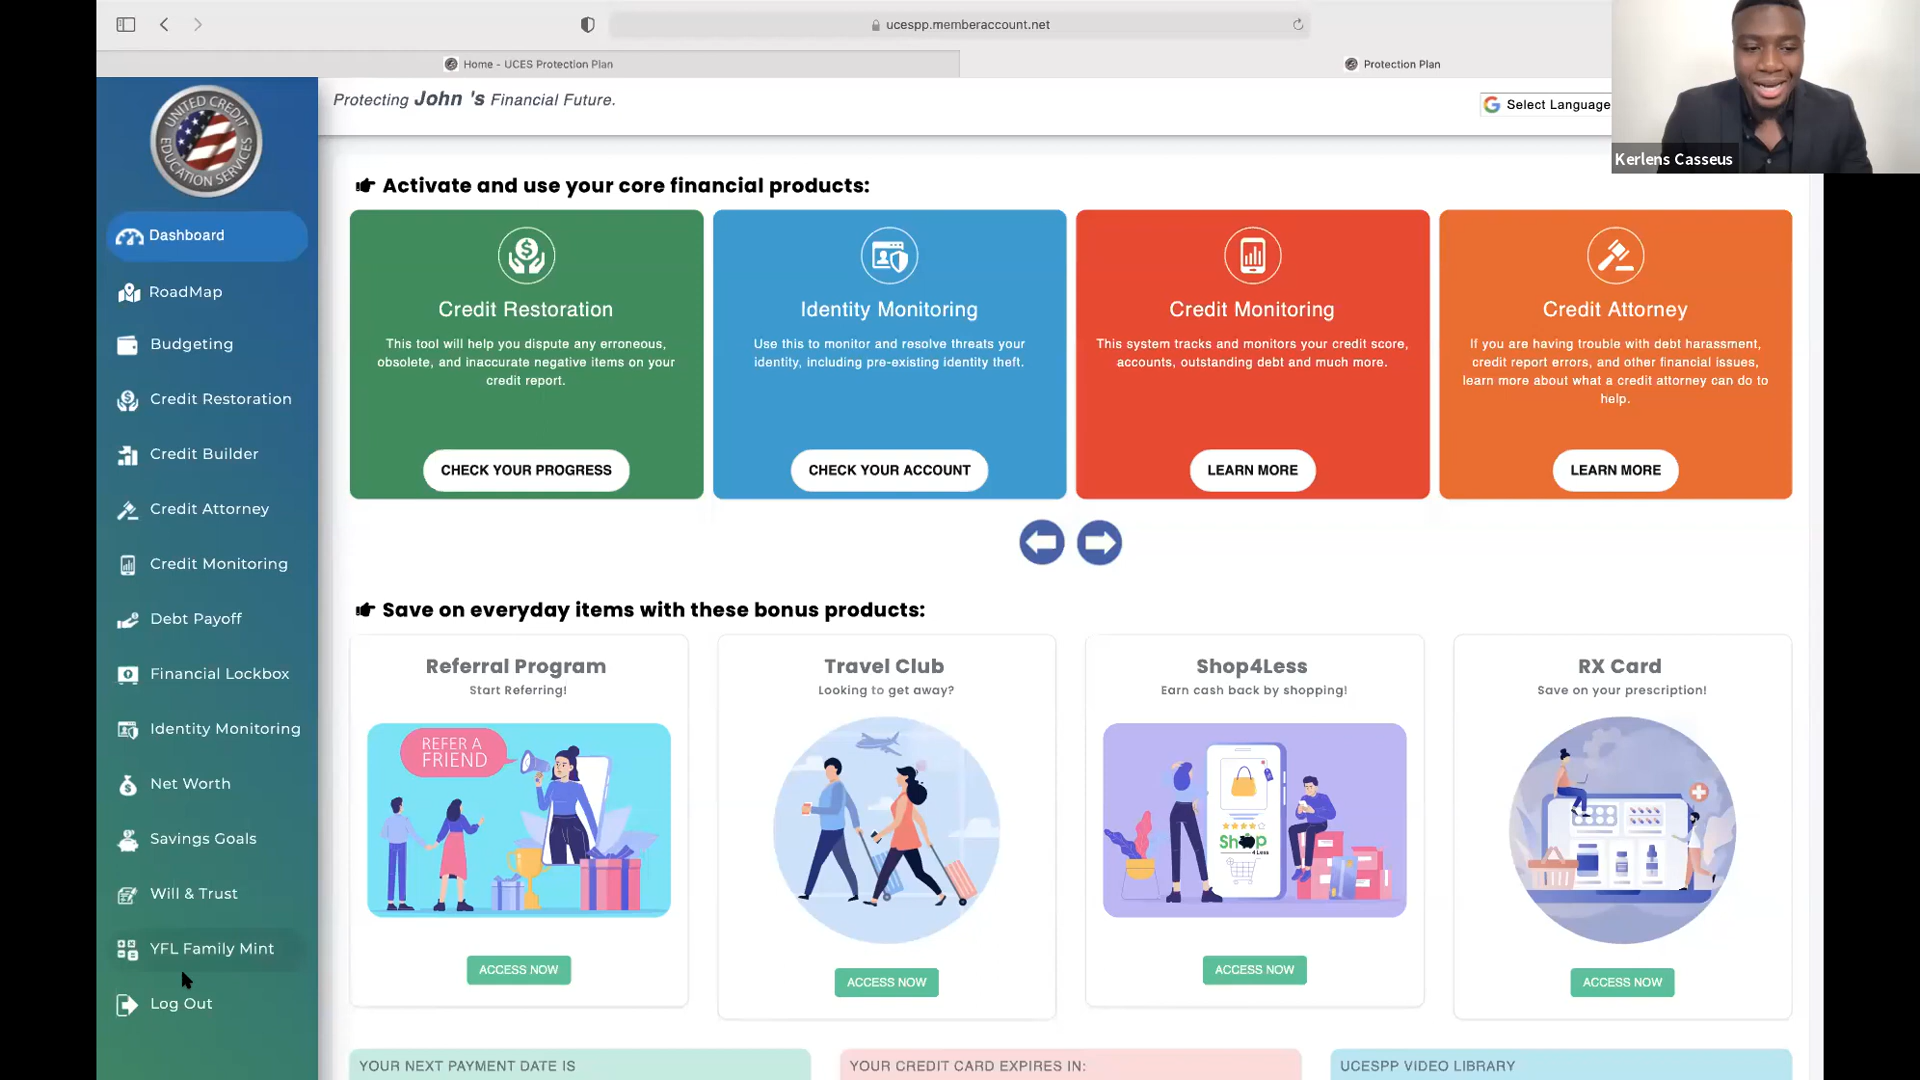 ucespp.memberaccount.net
Home - UCES Protection Plan
Protection Plan
UNITED CREDIT
EDUCATION SERVICES
Protecting John 's Financial Future.
Select Language
Kerlens Casseus
Dashboard
RoadMap
Budgeting
Credit Restoration
Credit Builder
Credit Attorney
Credit Monitoring
Debt Payoff
Financial Lockbox
Identity Monitoring
Net Worth
Savings Goals
Will & Trust
YFL Family Mint
Log Out
Activate and use your core financial products:
Credit Restoration
This tool will help you dispute any erroneous,
obsolete, and inaccurate negative items on your
credit report.
CHECK YOUR PROGRESS
Identity Monitoring
Use this to monitor and resolve threats your
identity, including pre-existing identity theft.
CHECK YOUR ACCOUNT
Credit Monitoring
This system tracks and monitors your credit score,
accounts, outstanding debt and much more.
LEARN MORE
Credit Attorney
If you are having trouble with debt harassment,
credit report errors, and other financial issues,
learn more about what a credit attorney can do to
help.
LEARN MORE
Save on everyday items with these bonus products:
Referral Program
Start Referring!
REFER A
FRIEND
ACCESS NOW
Travel Club
Looking to get away?
ACCESS NOW
Shop4Less
Earn cash back by shopping!
Shop
4 Less
ACCESS NOW
RX Card
Save on your prescription!
ACCESS NOW
YOUR NEXT PAYMENT DATE IS
YOUR CREDIT CARD EXPIRES IN:
UCESPP VIDEO LIBRARY